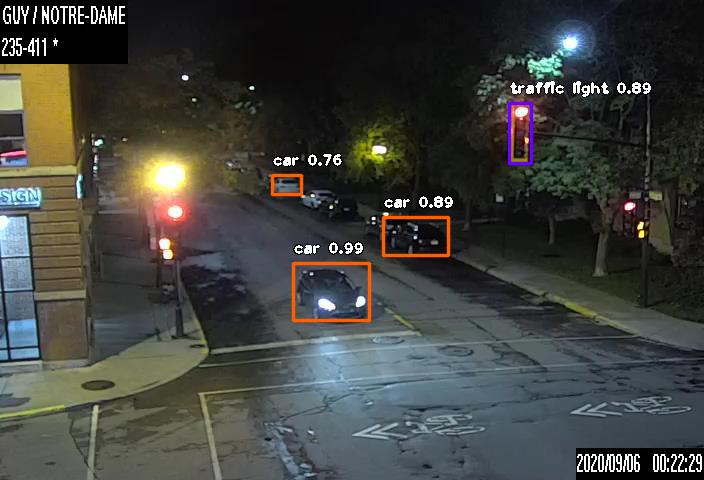 GUY / NOTRE-DAME
235-411 *
traffic light 0.89
car 0.76
SIGN
car 0.89
car 0.99
2020/09/06 00:22:29